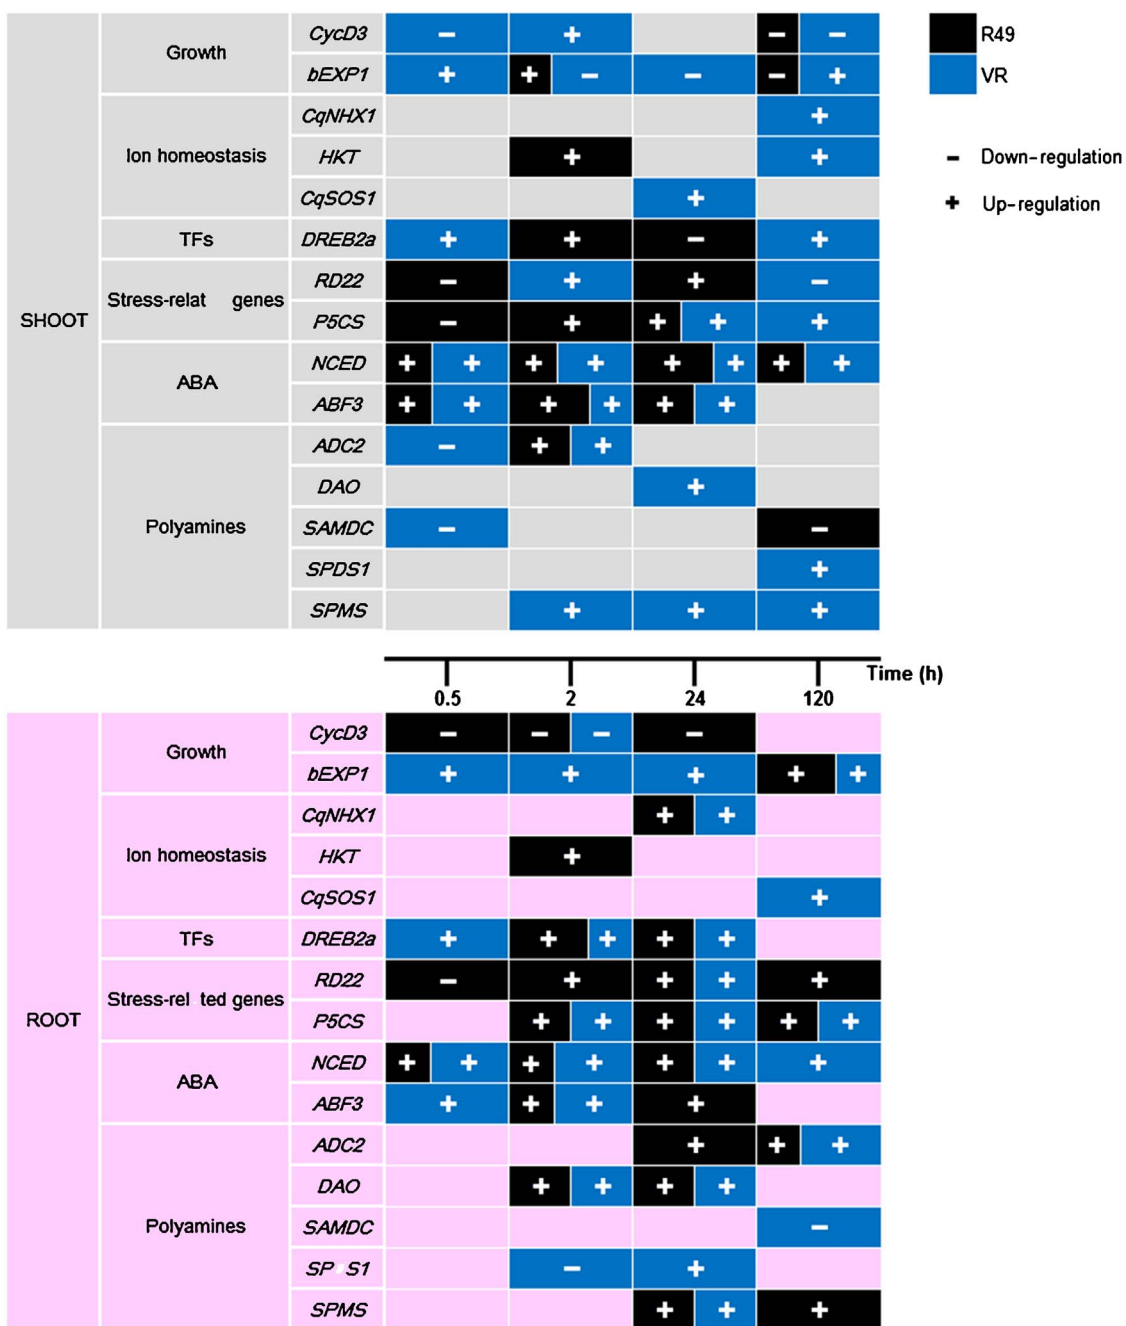 CycD3 − + − −
Growth
bEXP1 + + − − − +
CqNHX1 +
Ion homeostasis HKT + +
CqSOS1 +
TFs DREB2a + + − +
RD22 − + + −
Stress-relat genes
SHOOT P5CS − + + + +
NCED + + + + + + + +
ABA
ABF3 + + + + + +
ADC2 − + +
DAO +
Polyamines SAMDC − −
SPDS1 +
SPMS + + +
R49
VR
− Down-regulation
+ Up-regulation
Time (h)
0.5 2 24 120
CycD3 − − − −
Growth
bEXP1 + + + + +
CqNHX1 + +
Ion homeostasis HKT +
CqSOS1 +
TFs DREB2a + + + + +
RD22 − + + + +
Stress-rel ted genes
ROOT P5CS + + + + + +
NCED + + + + + + +
ABA
ABF3 + + + +
ADC2 + + +
DAO + + + +
Polyamines SAMDC −
SP S1 − +
SPMS + + +